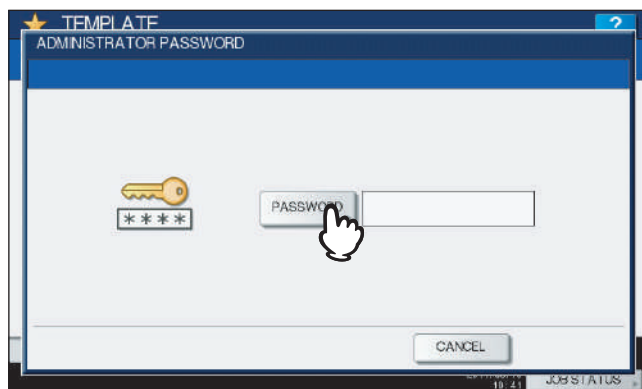 TEMPLATE
?
ADMINISTRATOR PASSWORD
****
PASSWORD
CANCEL
JOB STATUS